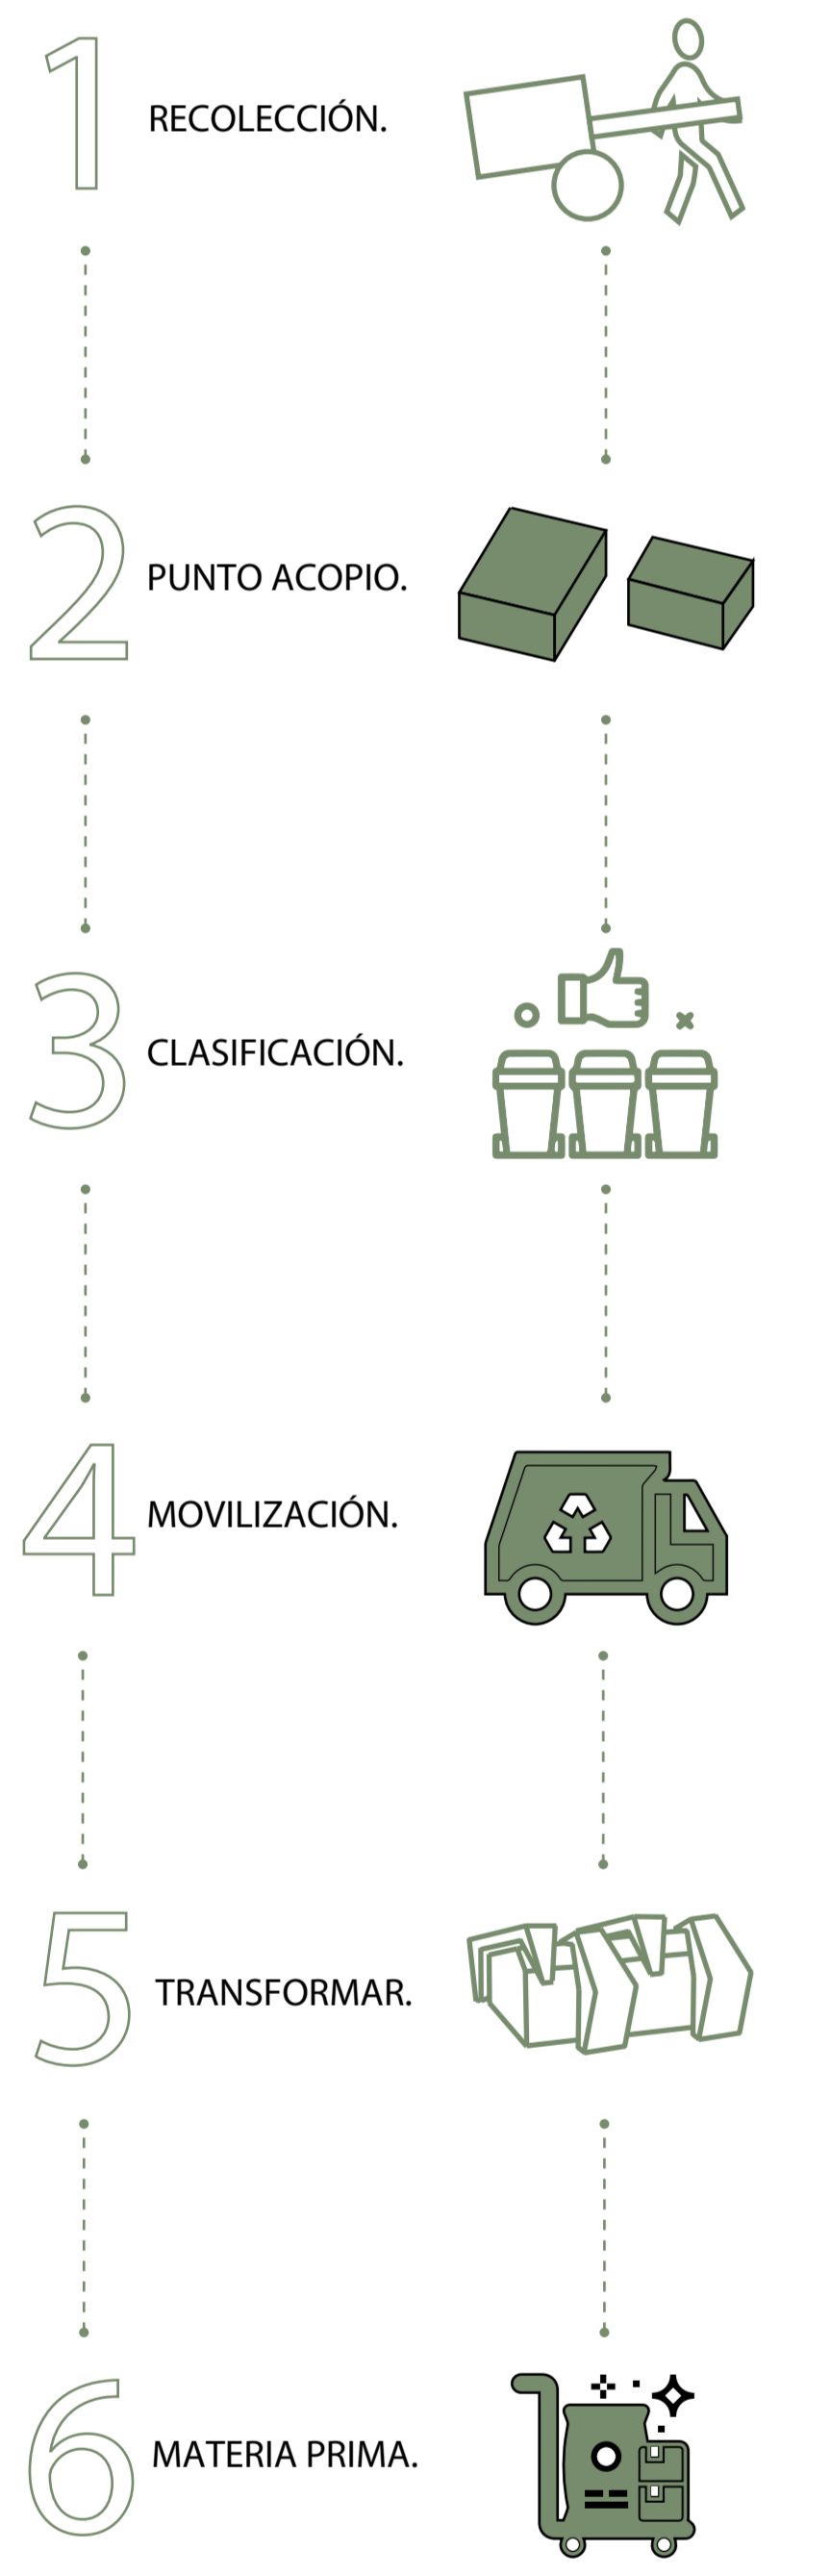 1
RECOLECCIÓN.
2
PUNTO ACOPIO.
3
CLASIFICACIÓN.
4
MOVILIZACIÓN.
5
TRANSFORMAR.
6
MATERIA PRIMA.